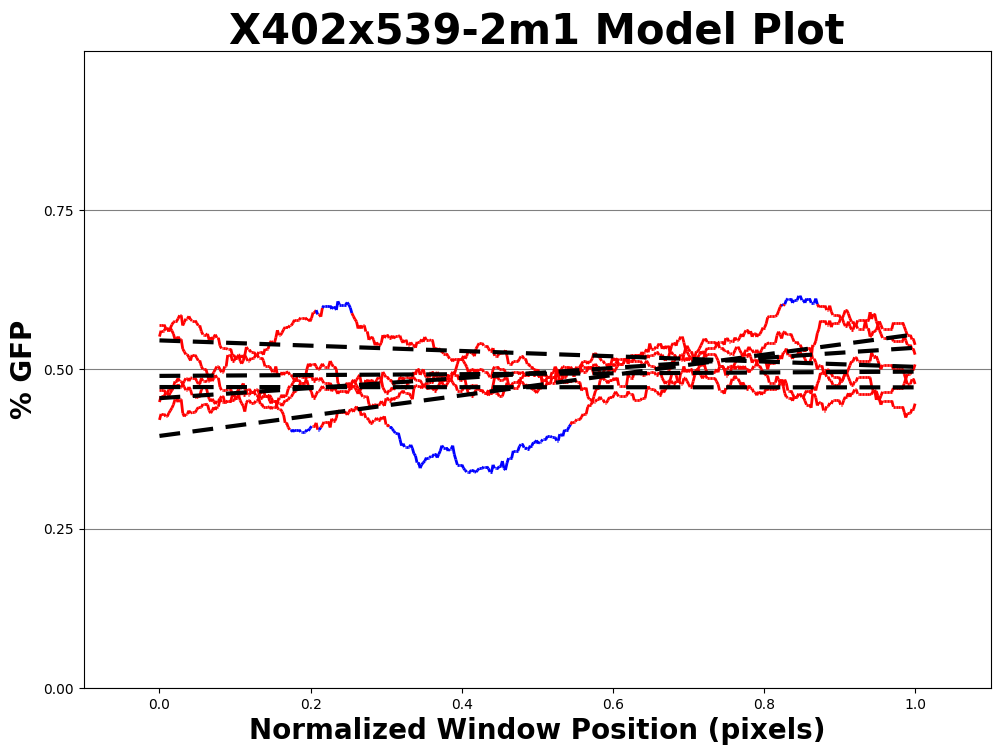 X402x539-2m1 Model Plot
% GFP
0.75
0.50
0.25
0.00
0.0 0.2 0.4 0.6 0.8 1.0
Normalized Window Position (pixels)